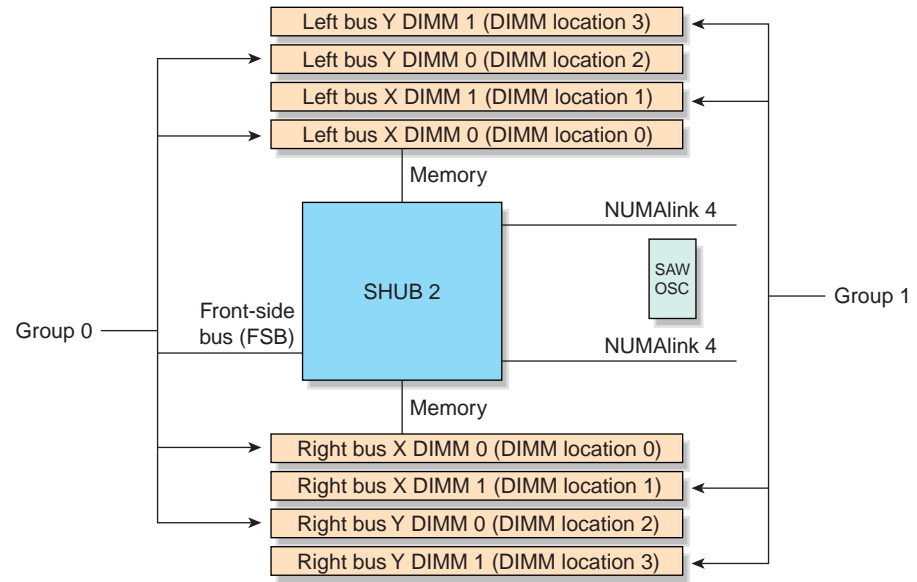 Left bus Y DIMM 1 (DIMM location 3)
Left bus Y DIMM 0 (DIMM location 2)
Left bus X DIMM 1 (DIMM location 1)
Left bus X DIMM 0 (DIMM location 0)
Memory
NUMAlink 4
SHUB 2
SAW
OSC
Group 0
Front-side
bus (FSB)
Group 1
NUMAlink 4
Memory
Right bus X DIMM 0 (DIMM location 0)
Right bus X DIMM 1 (DIMM location 1)
Right bus Y DIMM 0 (DIMM location 2)
Right bus Y DIMM 1 (DIMM location 3)